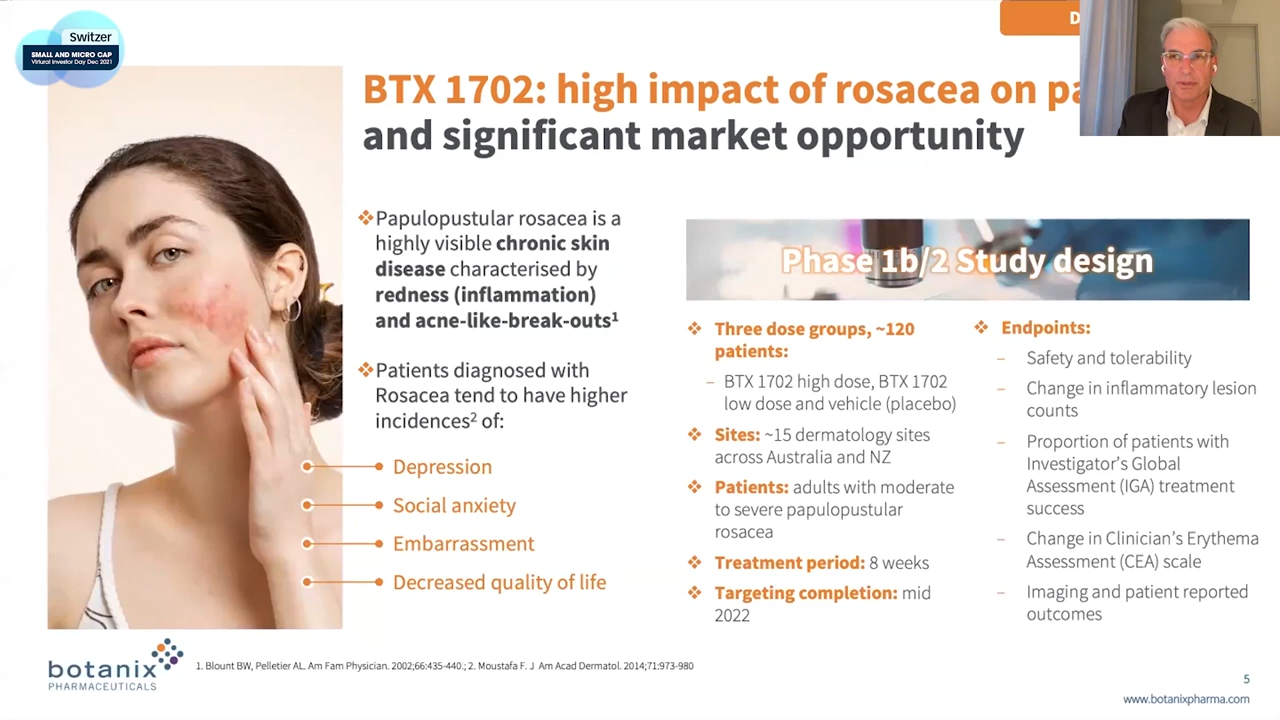 Switzer
SMALL AND MICRO CAP
Virtural Investor Day Dec 2021
BTX 1702: high impact of rosacea on
and significant market opportunity
❖Papulopustular rosacea is a
highly visible chronic skin
disease characterised by
redness (inflammation)
and acne-like-break-outs¹
❖Patients diagnosed with
Rosacea tend to have higher
incidences² of:
Depression
Social anxiety
Embarrassment
Decreased quality of life
Phase 1b/2 Study design
❖ Three dose groups, ~120
patients:
– BTX 1702 high dose, BTX 1702
low dose and vehicle (placebo)
❖ Sites: ~15 dermatology sites
across Australia and NZ
❖ Patients: adults with moderate
to severe papulopustular
rosacea
❖ Treatment period: 8 weeks
❖ Targeting completion: mid
2022
❖ Endpoints:
– Safety and tolerability
– Change in inflammatory lesion
counts
– Proportion of patients with
Investigator's Global
Assessment (IGA) treatment
success
– Change in Clinician's Erythema
Assessment (CEA) scale
– Imaging and patient reported
outcomes
botanix
PHARMACEUTICALS
1. Blount BW, Pelletier AL. Am Fam Physician. 2002;66:435-440.; 2. Moustafa F. J Am Acad Dermatol. 2014;71:973-980
5
www.botanixpharma.com